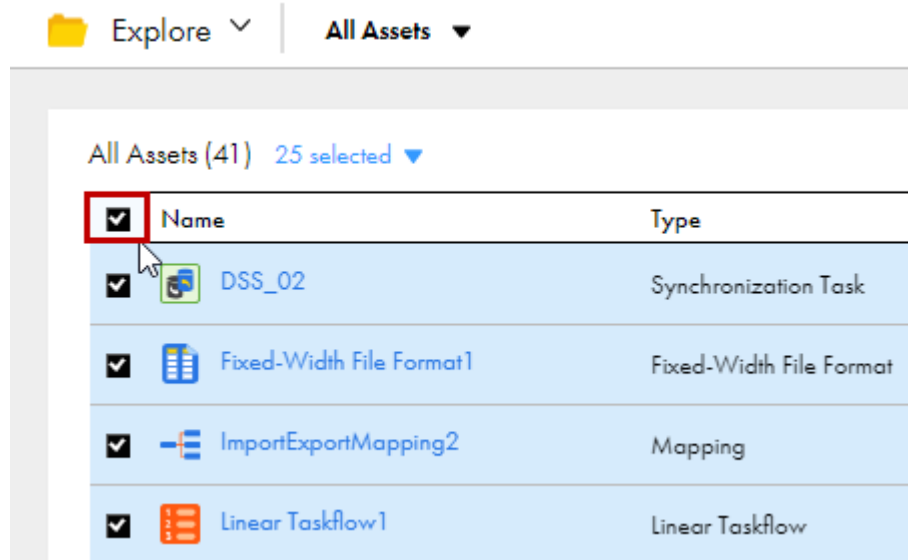 Explore All Assets
All Assets (41) 25 selected
Name Type
DSS_02 Synchronization Task
Fixed-Width File Format1 Fixed-Width File Format
ImportExportMapping2 Mapping
Linear Taskflow1 Linear Taskflow